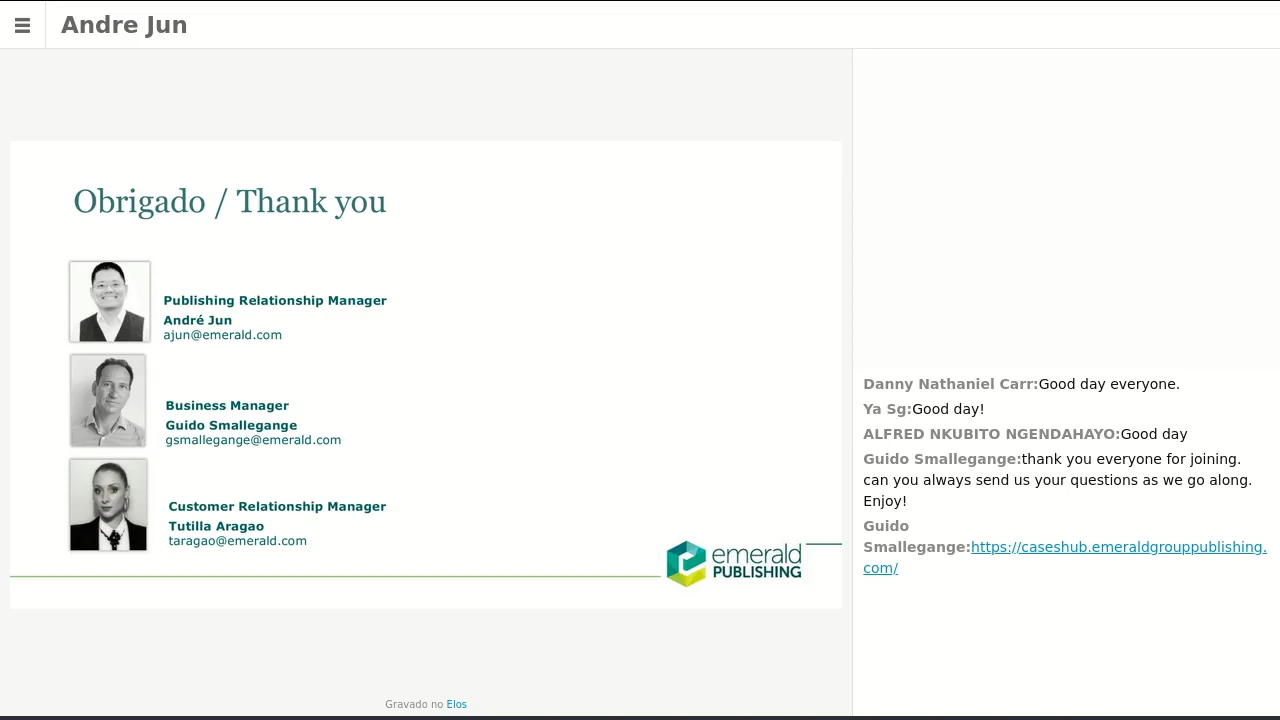 Andre Jun
Obrigado / Thank you
Publishing Relationship Manager
André Jun
ajun@emerald.com
Business Manager
Guido Smallegange
gsmallegange@emerald.com
Customer Relationship Manager
Tutilla Aragao
taragao@emerald.com
emerald
PUBLISHING
Gravado no Elos
Danny Nathaniel Carr:Good day everyone.
Ya Sg:Good day!
ALFRED NKUBITO NGENDAHAYO:Good day
Guido Smallegange:thank you everyone for joining.
can you always send us your questions as we go along.
Enjoy!
Guido
Smallegange:https://caseshub.emeraldgrouppublishing.
com/